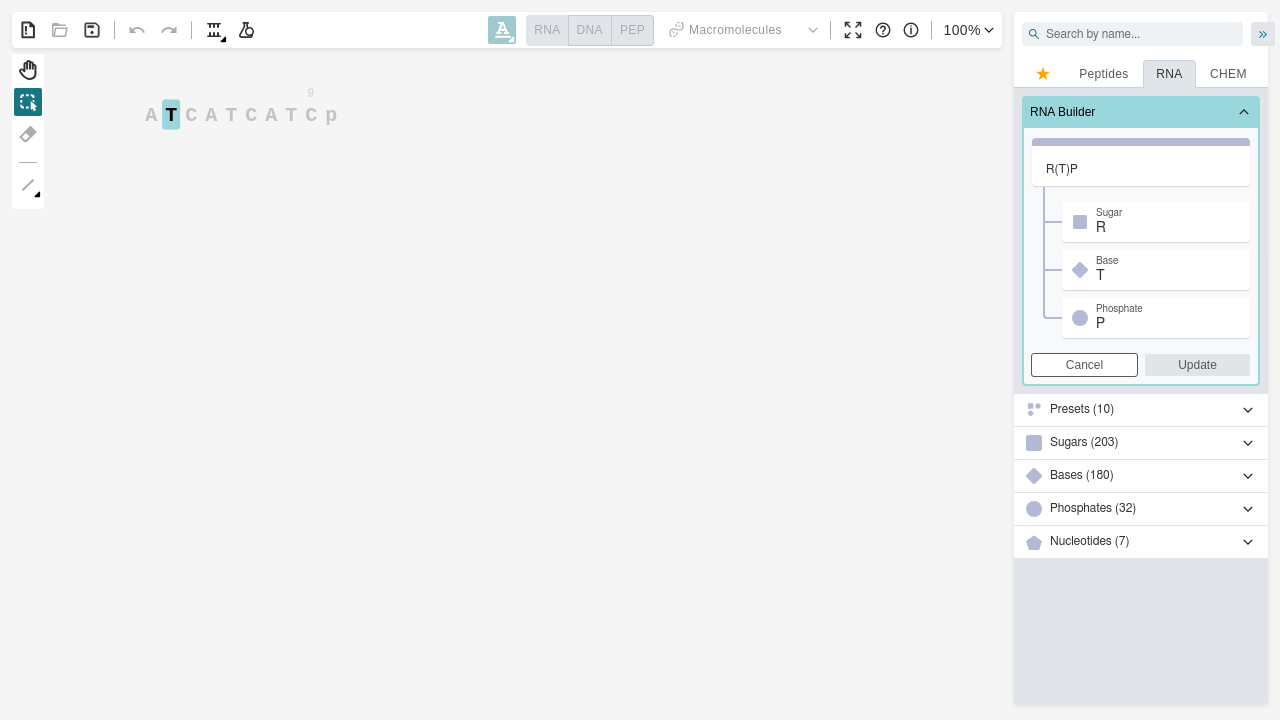 A
RNA DNA PEP
Macromolecules
100%
Search by name...
Peptides RNA CHEM
9
ATCATCATCp
RNA Builder
R(T)P
Sugar
R
Base
T
Phosphate
P
Cancel Update
Presets (10)
Sugars (203)
Bases (180)
Phosphates (32)
Nucleotides (7)